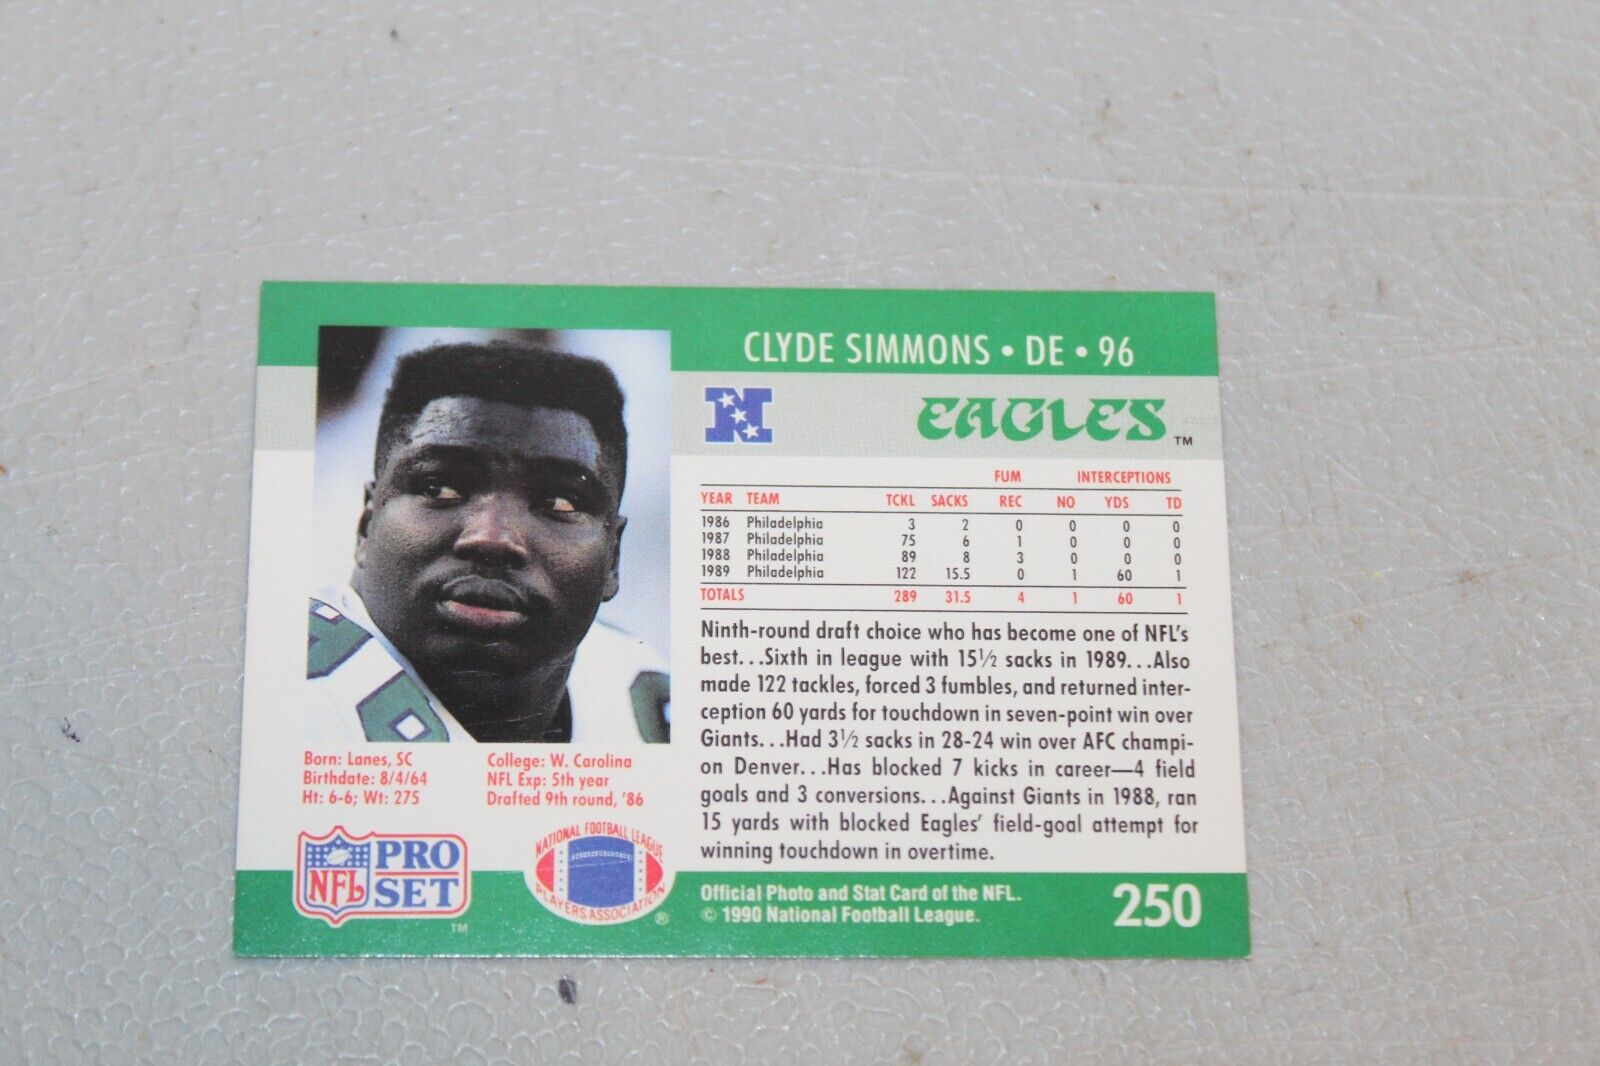 CLYDE SIMMONS • DE • 96
N
EAGLES ™
FUM INTERCEPTIONS
YEAR TEAM TCKL SACKS REC NO YDS TD
1986 Philadelphia 3 2 0 0 0 0
1987 Philadelphia 75 6 1 0 0 0
1988 Philadelphia 89 8 3 0 0 0
1989 Philadelphia 122 15.5 0 1 60 1
TOTALS 289 31.5 4 1 60 1
Ninth-round draft choice who has become one of NFL's
best...Sixth in league with 15½ sacks in 1989...Also
made 122 tackles, forced 3 fumbles, and returned inter-
ception 60 yards for touchdown in seven-point win over
Giants...Had 3½ sacks in 28-24 win over AFC champi-
on Denver...Has blocked 7 kicks in career—4 field
goals and 3 conversions...Against Giants in 1988, ran
15 yards with blocked Eagles' field-goal attempt for
winning touchdown in overtime.
Born: Lanes, SC
Birthdate: 8/4/64
Ht: 6-6; Wt: 275
College: W. Carolina
NFL Exp: 5th year
Drafted 9th round, '86
NFL
PRO
SET
™
NATIONAL FOOTBALL LEAGUE
PLAYERS ASSOCIATION
®
Official Photo and Stat Card of the NFL.
© 1990 National Football League.
250